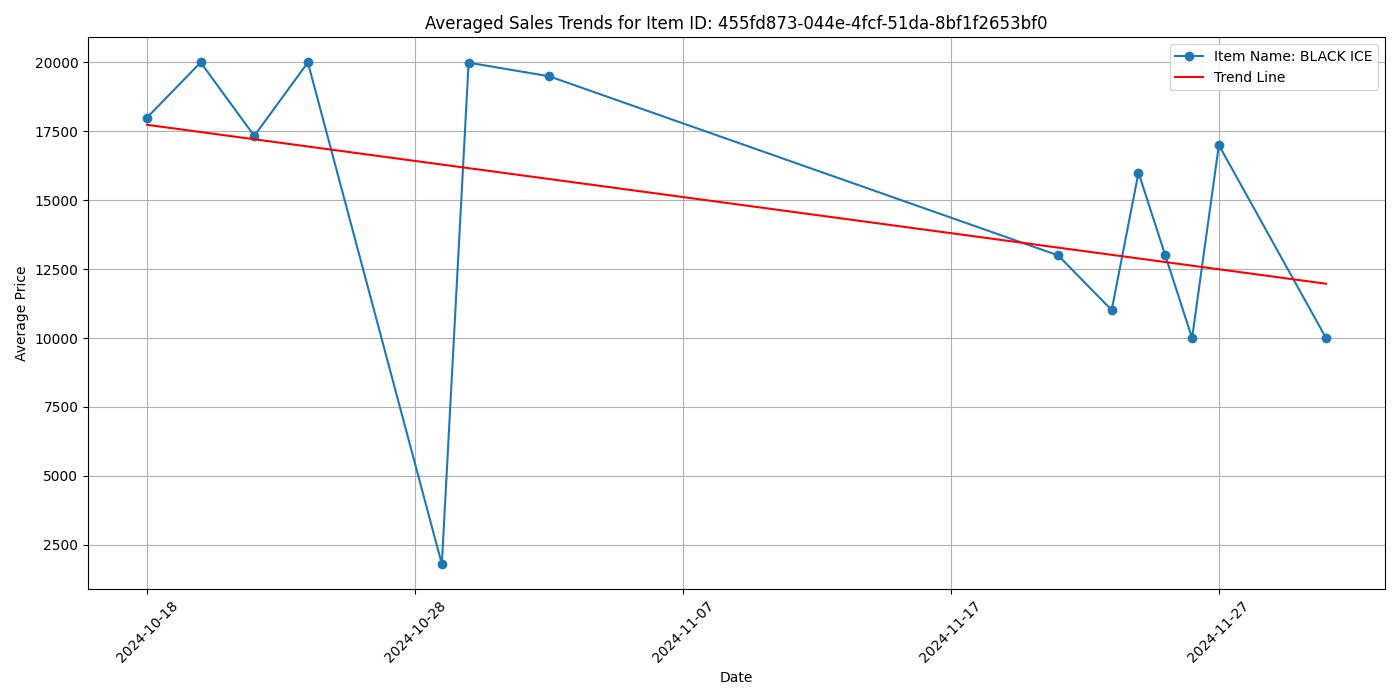 Averaged Sales Trends for Item ID: 455fd873-044e-4fcf-51da-8bf1f2653bf0
Item Name: BLACK ICE
Trend Line
Average Price
20000
17500
15000
12500
10000
7500
5000
2500
2024-10-18
2024-10-28
2024-11-07
2024-11-17
2024-11-27
Date